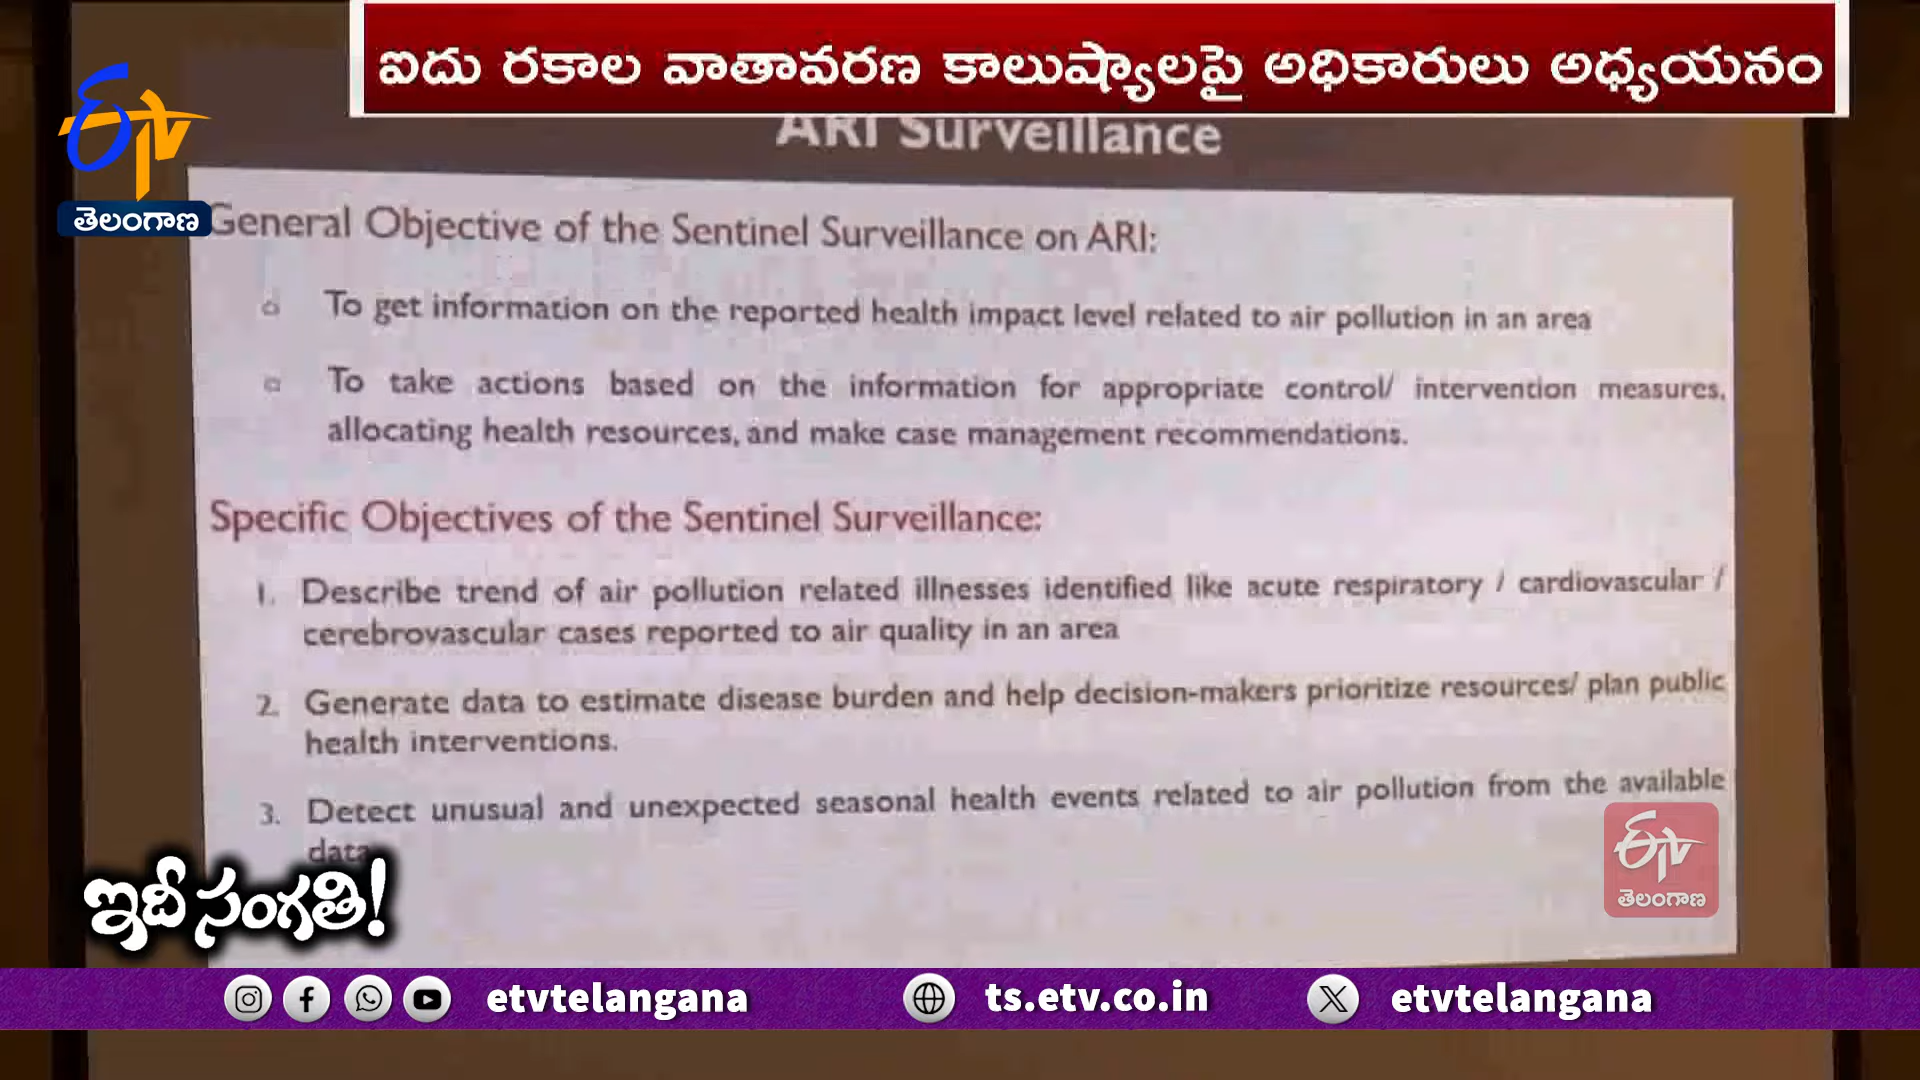 ఐదు రకాల వాతావరణ కాలుష్యాలపై అధికారులు అధ్యయనం
ETV
తెలంగాణ
ARI Surveillance
General Objective of the Sentinel Surveillance on ARI:
To get information on the reported health impact level related to air pollution in an area
To take actions based on the information for appropriate control/ intervention measures,
allocating health resources, and make case management recommendations.
Specific Objectives of the Sentinel Surveillance:
1. Describe trend of air pollution related illnesses identified like acute respiratory / cardiovascular /
cerebrovascular cases reported to air quality in an area
2. Generate data to estimate disease burden and help decision-makers prioritize resources/ plan public
health interventions.
3. Detect unusual and unexpected seasonal health events related to air pollution from the available
data
ETV
తెలంగాణ
ఇదీ సంగతి!
etvtelangana
ts.etv.co.in
etvtelangana